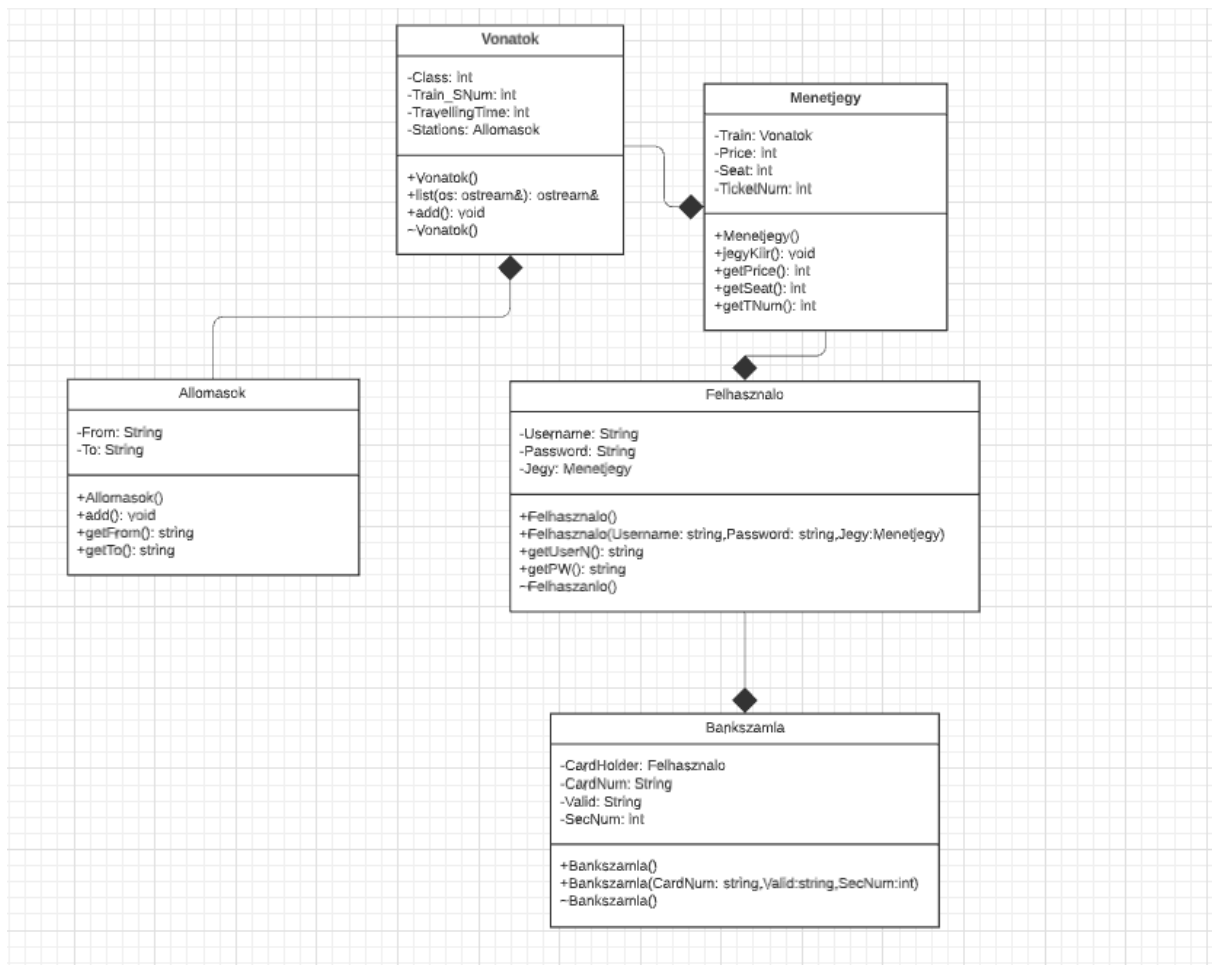 Vonatok
-Class: int
-Train_SNum: int
-TravellingTime: int
-Stations: Allomasok
+Vonatok()
+list(os: ostream&): ostream&
+add(): void
~Vonatok()
Menetjegy
-Train: Vonatok
-Price: int
-Seat: int
-TicketNum: int
+Menetjegy()
+jegyKiir(): void
+getPrice(): int
+getSeat(): int
+getTNum(): int
Allomasok
-From: String
-To: String
+Allomasok()
+add(): void
+getFrom(): string
+getTo(): string
Felhasznalo
-Username: String
-Password: String
-Jegy: Menetjegy
+Felhasznalo()
+Felhasznalo(Username: string,Password: string,Jegy:Menetjegy)
+getUserN(): string
+getPW(): string
~Felhaszanlo()
Bankszamla
-CardHolder: Felhasznalo
-CardNum: String
-Valid: String
-SecNum: int
+Bankszamla()
+Bankszamla(CardNum: string,Valid:string,SecNum:int)
~Bankszamla()